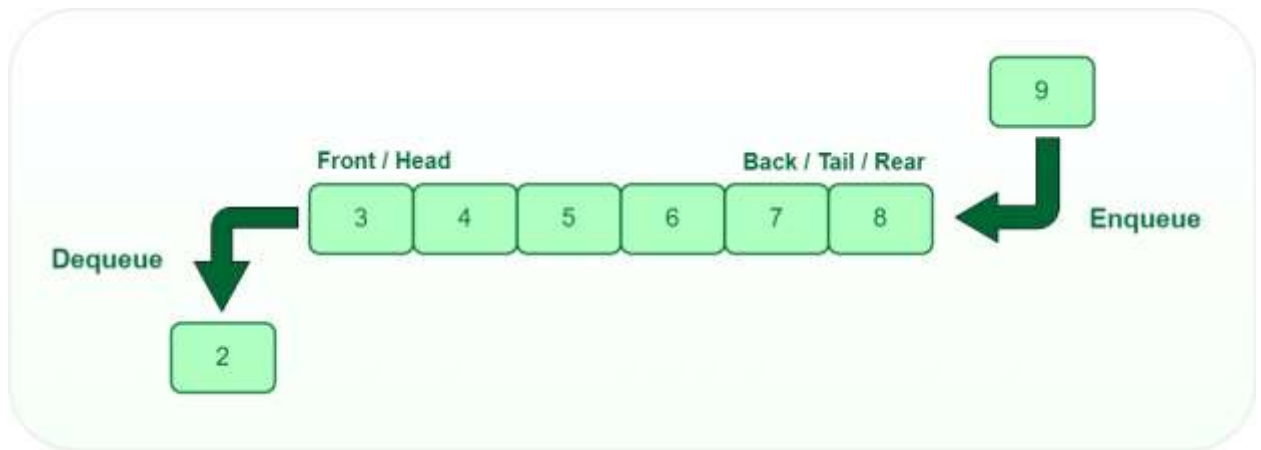 9
Front / Head
Back / Tail / Rear
3 4 5 6 7 8
Enqueue
Dequeue
2